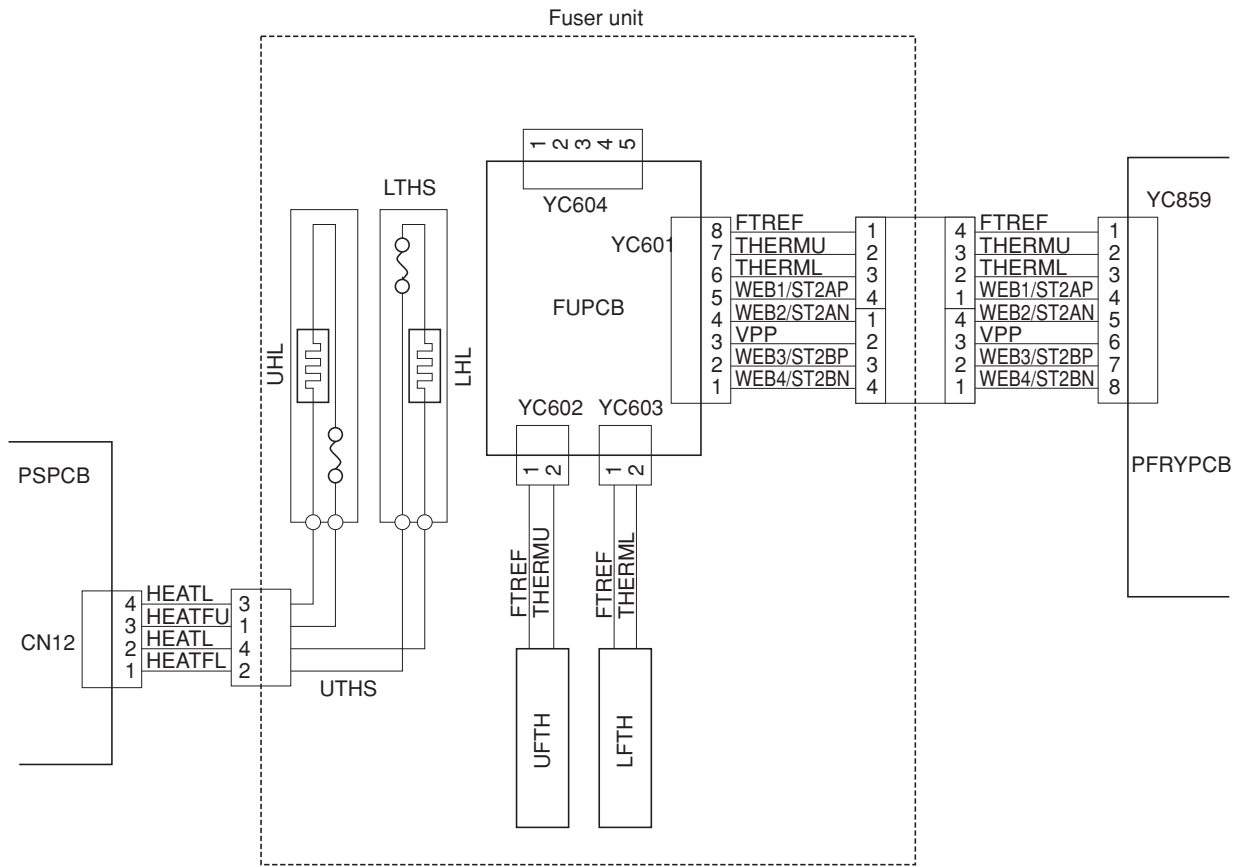 Fuser unit
1 2 3 4 5
YC604
LTHS
UHL
LHL
FUPCB
YC601
8 FTREF 1
7 THERMU 2
6 THERML 3
5 WEB1/ST2AP 4
4 WEB2/ST2AN 1
3 VPP 2
2 WEB3/ST2BP 3
1 WEB4/ST2BN 4
YC859
4 FTREF 1
3 THERMU 2
2 THERML 3
1 WEB1/ST2AP 4
4 WEB2/ST2AN 5
3 VPP 6
2 WEB3/ST2BP 7
1 WEB4/ST2BN 8
PFRYPCB
YC602
1 2
YC603
1 2
FTREF
THERMU
FTREF
THERML
UFTH
LFTH
PSPCB
CN12
4 HEATL 3
3 HEATFU 1
2 HEATL 4
1 HEATFL 2
UTHS